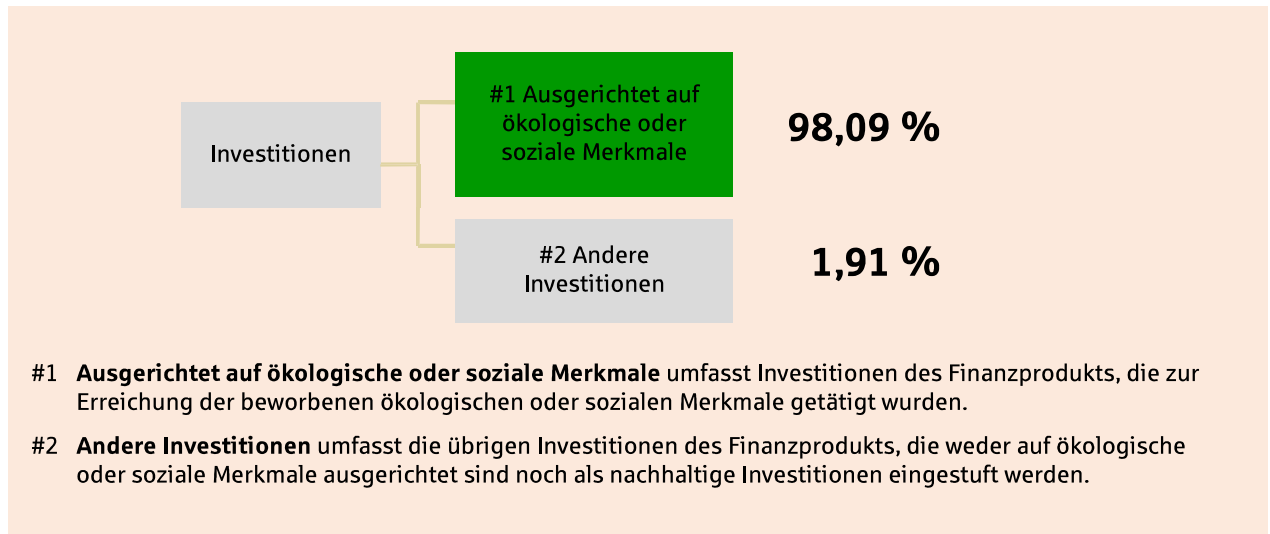 #1 Ausgerichtet auf
ökologische oder
soziale Merkmale
98,09 %
Investitionen
#2 Andere
Investitionen
1,91 %
#1 Ausgerichtet auf ökologische oder soziale Merkmale umfasst Investitionen des Finanzprodukts, die zur
Erreichung der beworbenen ökologischen oder sozialen Merkmale getätigt wurden.
#2 Andere Investitionen umfasst die übrigen Investitionen des Finanzprodukts, die weder auf ökologische
oder soziale Merkmale ausgerichtet sind noch als nachhaltige Investitionen eingestuft werden.